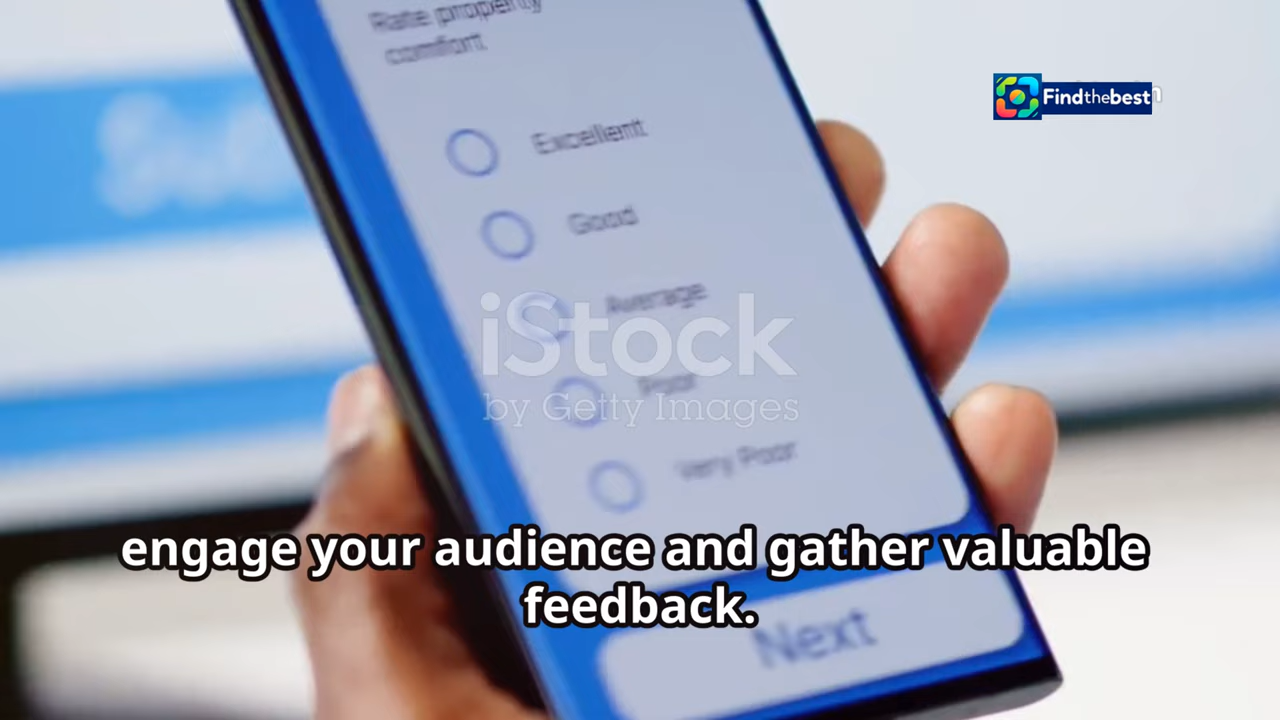 Rate property
comfort
Excellent
Good
Average
Poor
Very Poor
Next
Findthebest
iStock
by Getty Images
engage your audience and gather valuable
feedback.